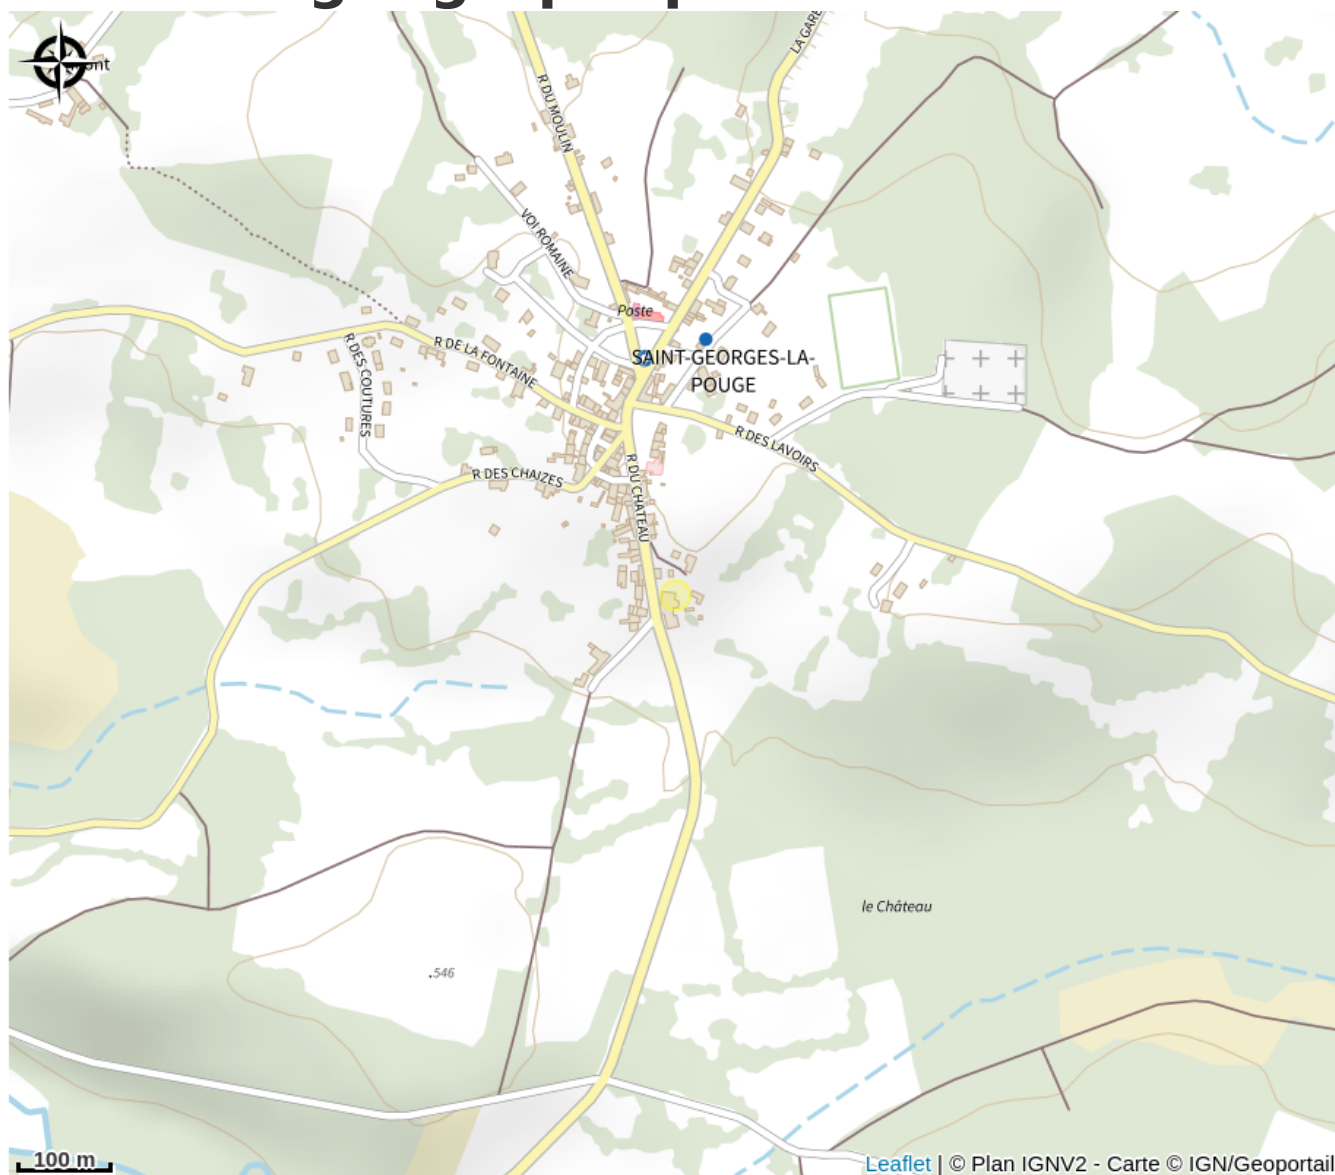 LA GARE
R DU MOULIN
VOI ROMAINE
Poste
SAINT-GEORGES-LA-
POUGE
R DE LA FONTAINE
R DES COUTURES
R DES LAVOIRS
R DES CHAIZES
R DU CHATEAU
le Château
.546
100 m
Leaflet | © Plan IGNV2 - Carte © IGN/Geoportail